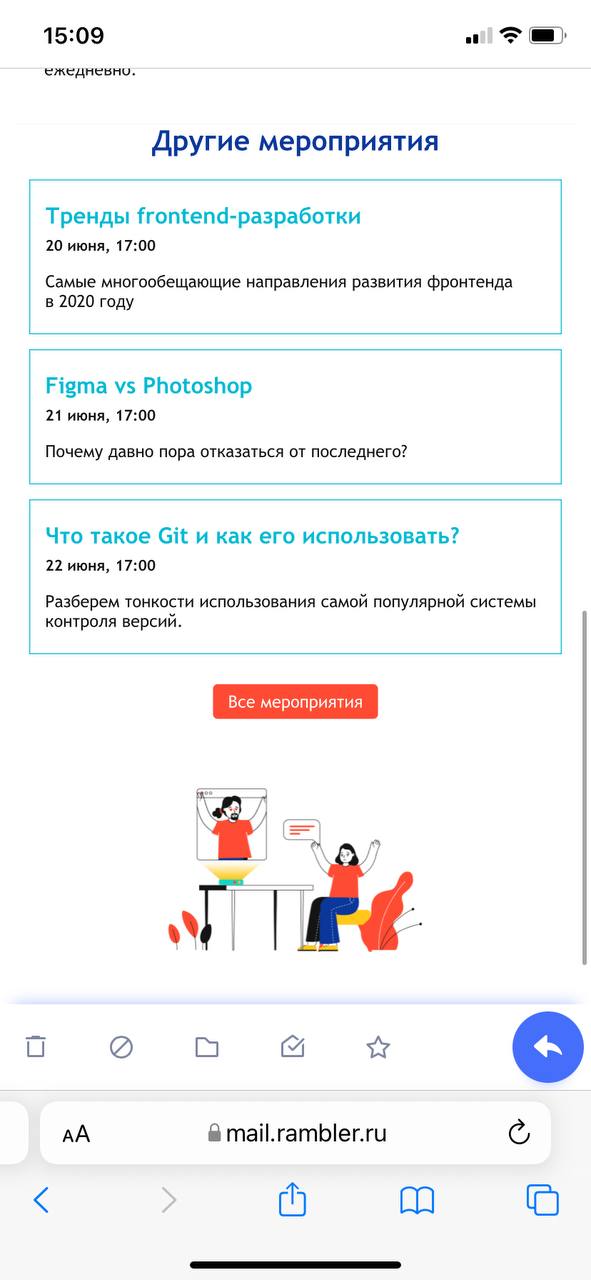 15:09
ежедневно.
Другие мероприятия
Тренды frontend-разработки
20 июня, 17:00
Самые многообещающие направления развития фронтенда
в 2020 году
Figma vs Photoshop
21 июня, 17:00
Почему давно пора отказаться от последнего?
Что такое Git и как его использовать?
22 июня, 17:00
Разберем тонкости использования самой популярной системы
контроля версий.
Все мероприятия
AA mail.rambler.ru